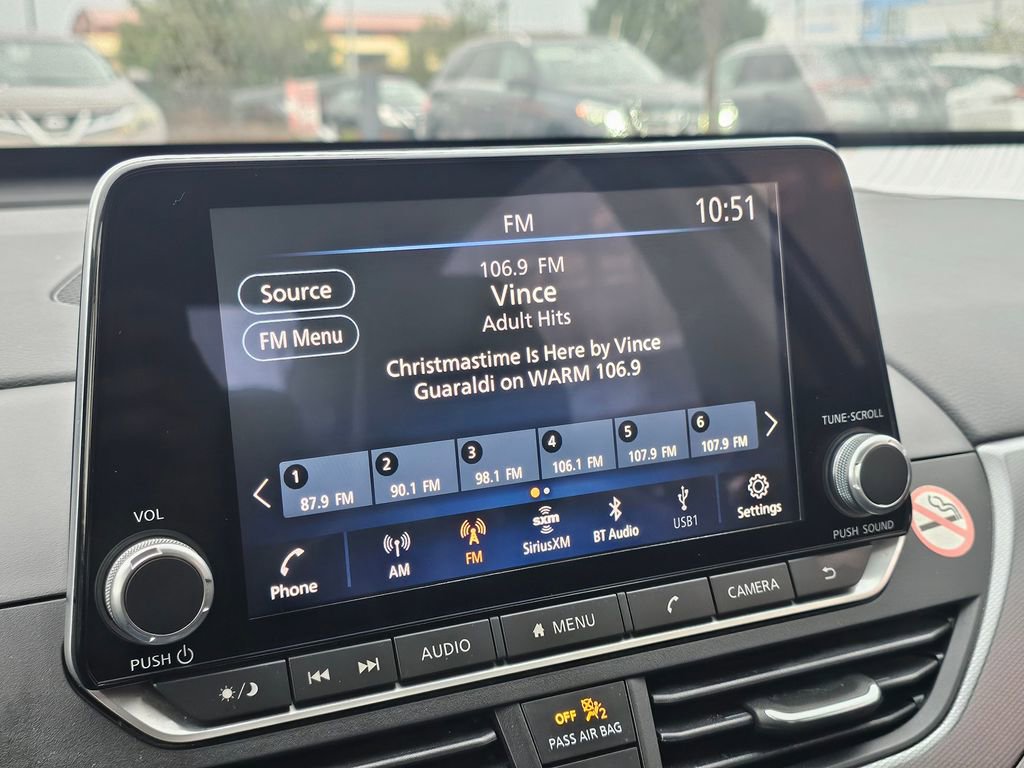 FM
10:51
106.9 FM
Vince
Adult Hits
Source
FM Menu
Christmastime Is Here by Vince
Guaraldi on WARM 106.9
1
87.9 FM
2
90.1 FM
3
98.1 FM
4
106.1 FM
5
107.9 FM
6
107.9 FM
Phone
AM
FM
sxm
SiriusXM
BT Audio
USB1
Settings
VOL
PUSH
TUNE·SCROLL
PUSH SOUND
AUDIO
MENU
CAMERA
OFF
2
PASS AIR BAG